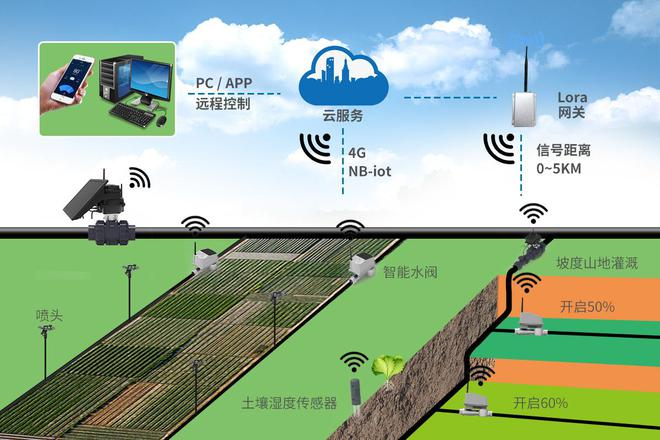 PC / APP
远程控制
云服务
Lora
网关
4G
NB-iot
信号距离
0~5KM
智能水阀
坡度山地灌溉
喷头
开启50%
土壤湿度传感器
开启60%